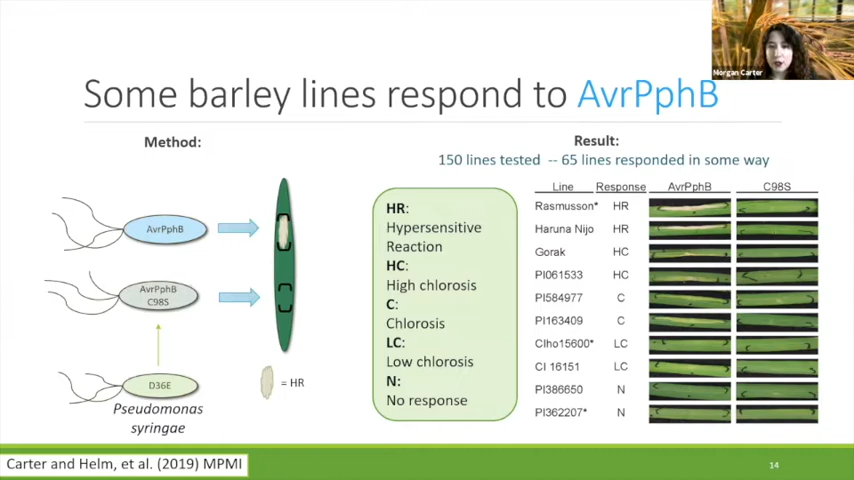 Morgan Carter
Some barley lines respond to AvrPphB
Method:
AvrPphB
AvrPphB
C98S
D36E
Pseudomonas
syringae
= HR
Result:
150 lines tested -- 65 lines responded in some way
HR:
Hypersensitive
Reaction
HC:
High chlorosis
C:
Chlorosis
LC:
Low chlorosis
N:
No response
Line Response AvrPphB C98S
Rasmusson* HR
Haruna Nijo HR
Gorak HC
PI061533 HC
PI584977 C
PI163409 C
CIho15600* LC
CI 16151 LC
PI386650 N
PI362207* N
Carter and Helm, et al. (2019) MPMI
14